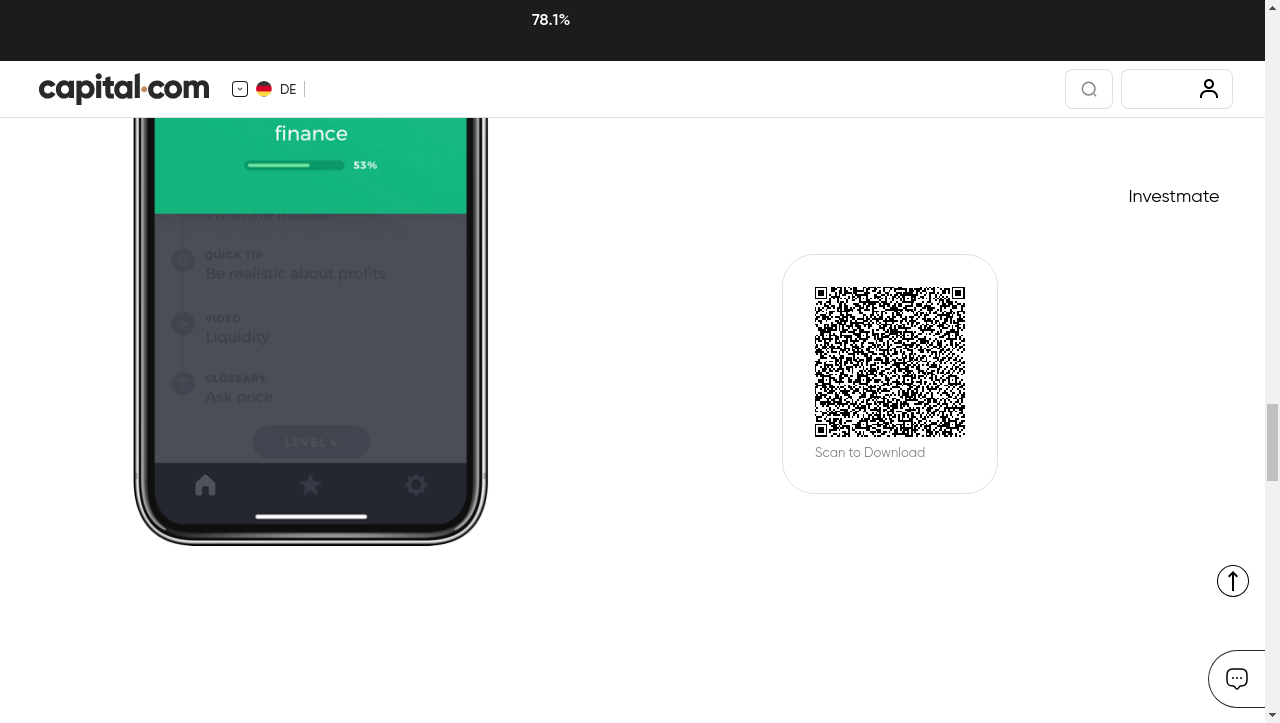 78.1%
capital.com
DE
finance
53%
What are indices?
QUICK TIP
Be realistic about profits
VIDEO
Liquidity
GLOSSARY
Ask price
LEVEL 4
Investmate
Scan to Download